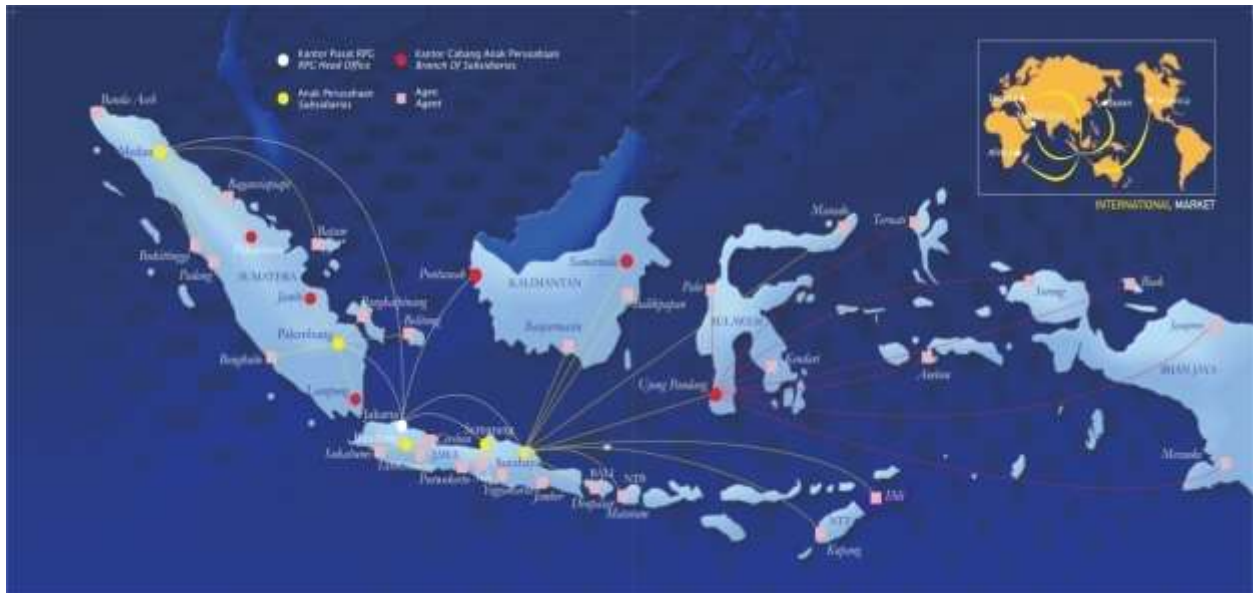 Kantor Pusat RPG
RPG Head Office
Kantor Cabang Anak Perusahaan
Branch Of Subsidiaries
Anak Perusahaan
Subsidiaries
Agen
Agent
INTERNATIONAL MARKET
Banda Aceh
Medan
Bagansiapiapi
Batam
Bukittinggi
Padang
SUMATERA
Jambi
Pangkalpinang
Belitung
Palembang
Bengkulu
Lampung
Jakarta
Sukabumi
Cirebon
JAWA
Semarang
Purwokerto
Yogyakarta
Surabaya
Jember
BALI
Denpasar
NTB
Mataram
Pontianak
KALIMANTAN
Samarinda
Balikpapan
Banjarmasin
Manado
Ternate
Palu
SULAWESI
Kendari
Ujung Pandang
Ambon
Sorong
Biak
Jayapura
IRIAN JAYA
Merauke
Dili
NTT
Kupang